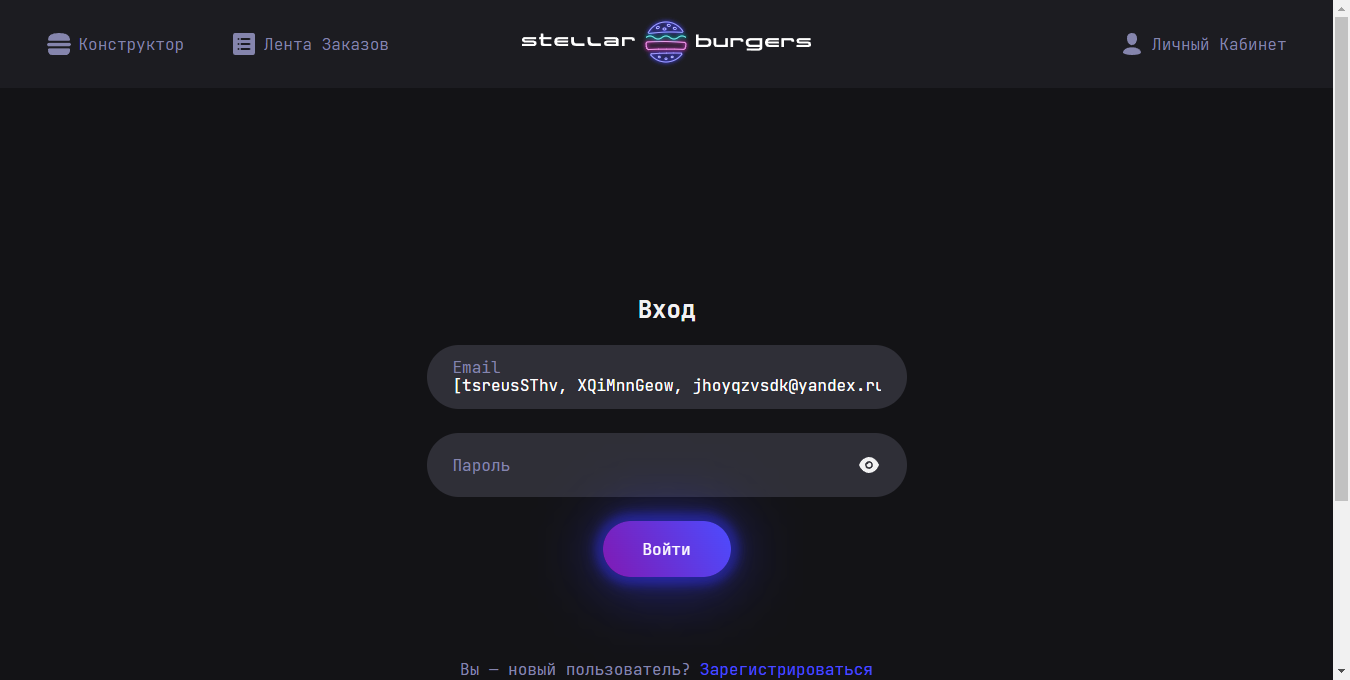 Конструктор
Лента Заказов
stellar burgers
Личный Кабинет
Вход
Email
[tsreusSThv, XQiMnnGeow, jhoyqzvsdk@yandex.ru
Пароль
Войти
Вы — новый пользователь? Зарегистрироваться